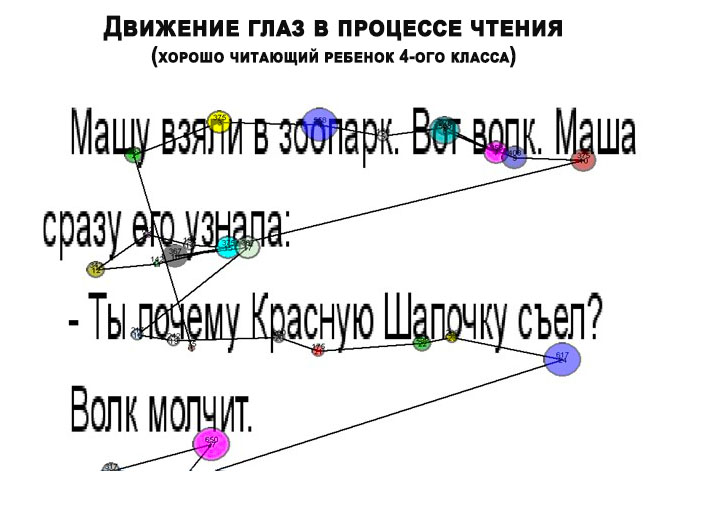 Движение глаз в процессе чтения
(хорошо читающий ребенок 4-ого класса)
Машу взяли в зоопарк. Вот волк. Маша
сразу его узнала:
- Ты почему Красную Шапочку съел?
Волк молчит.